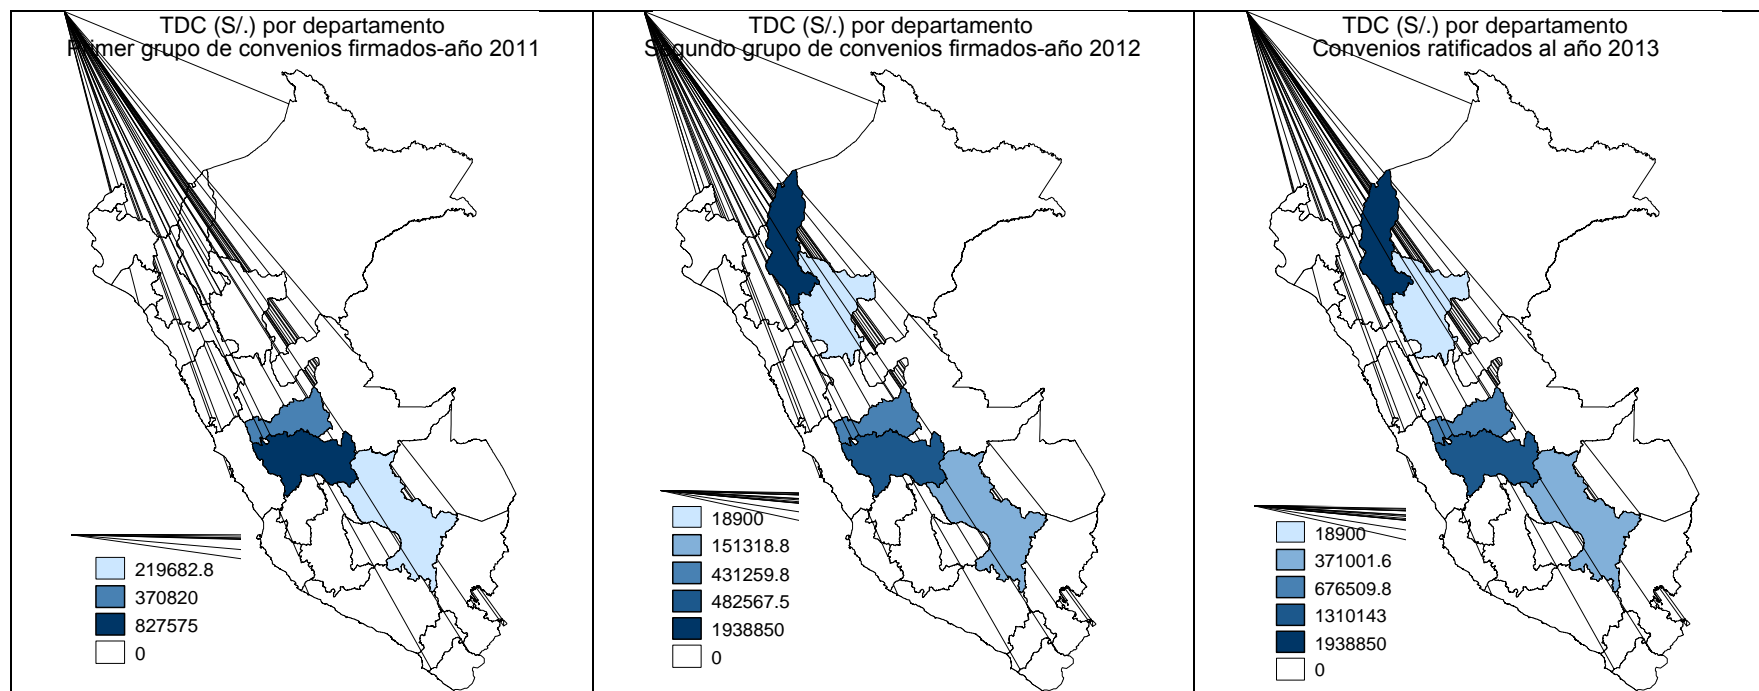 TDC (S/.) por departamento
Primer grupo de convenios firmados-año 2011
219682.8
370820
827575
0
TDC (S/.) por departamento
Segundo grupo de convenios firmados-año 2012
18900
151318.8
431259.8
482567.5
1938850
0
TDC (S/.) por departamento
Convenios ratificados al año 2013
18900
371001.6
676509.8
1310143
1938850
0